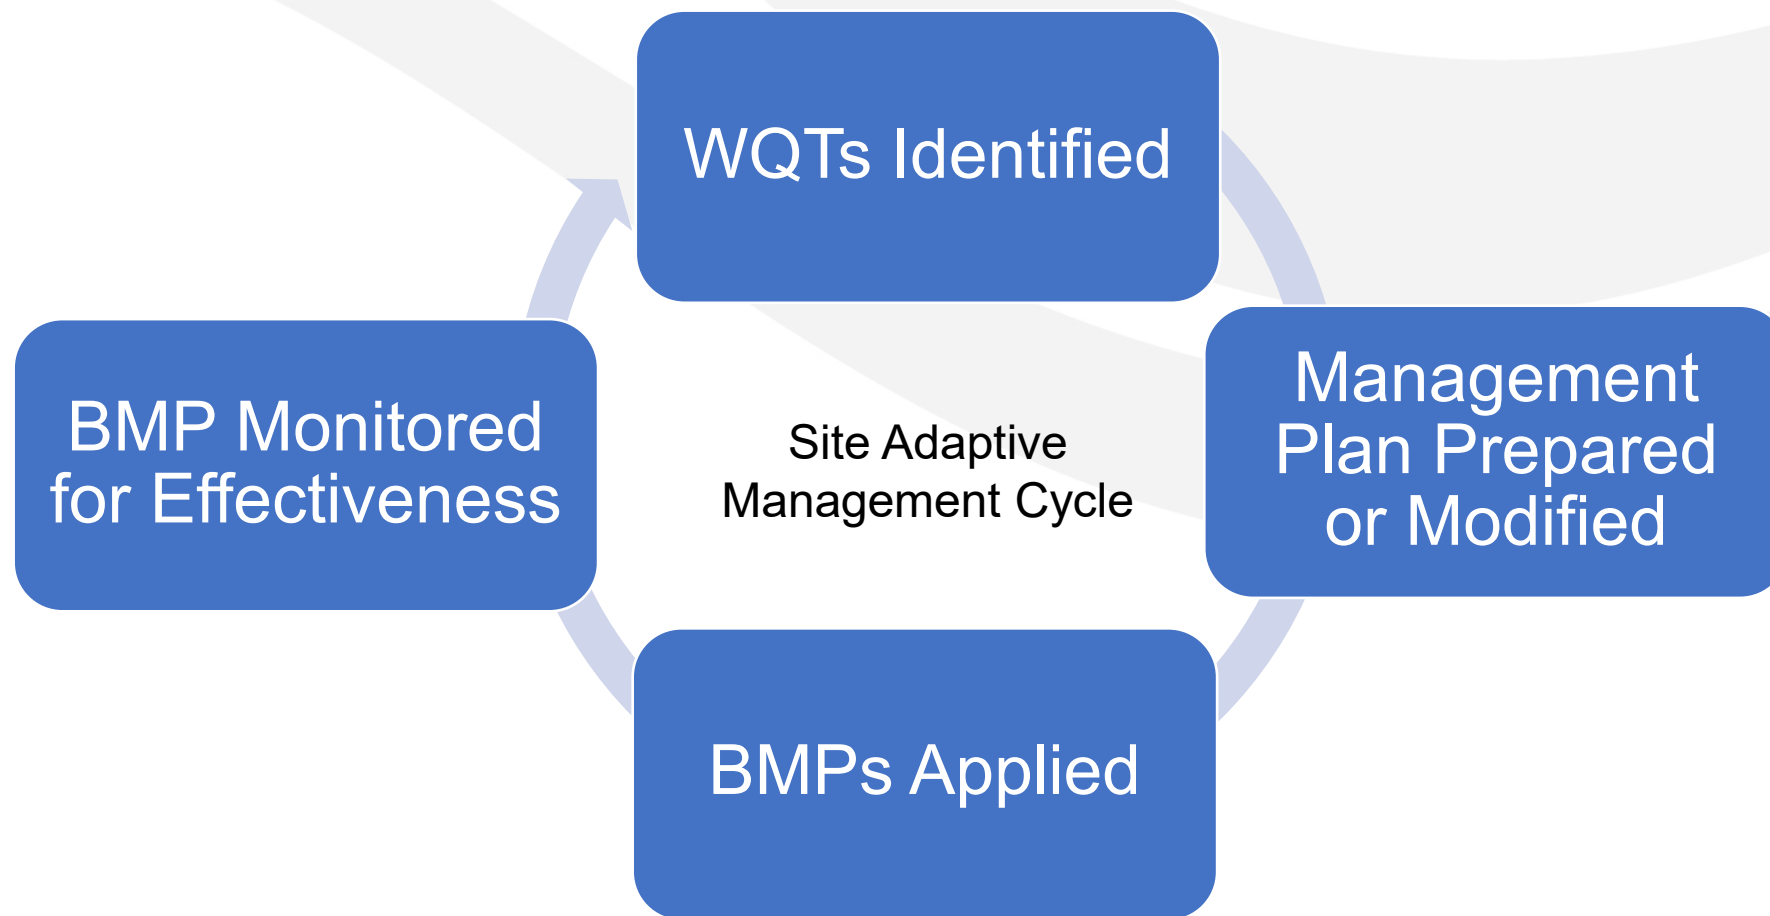 WQTs Identified
Management
Plan Prepared
or Modified
BMPs Applied
BMP Monitored
for Effectiveness
Site Adaptive
Management Cycle